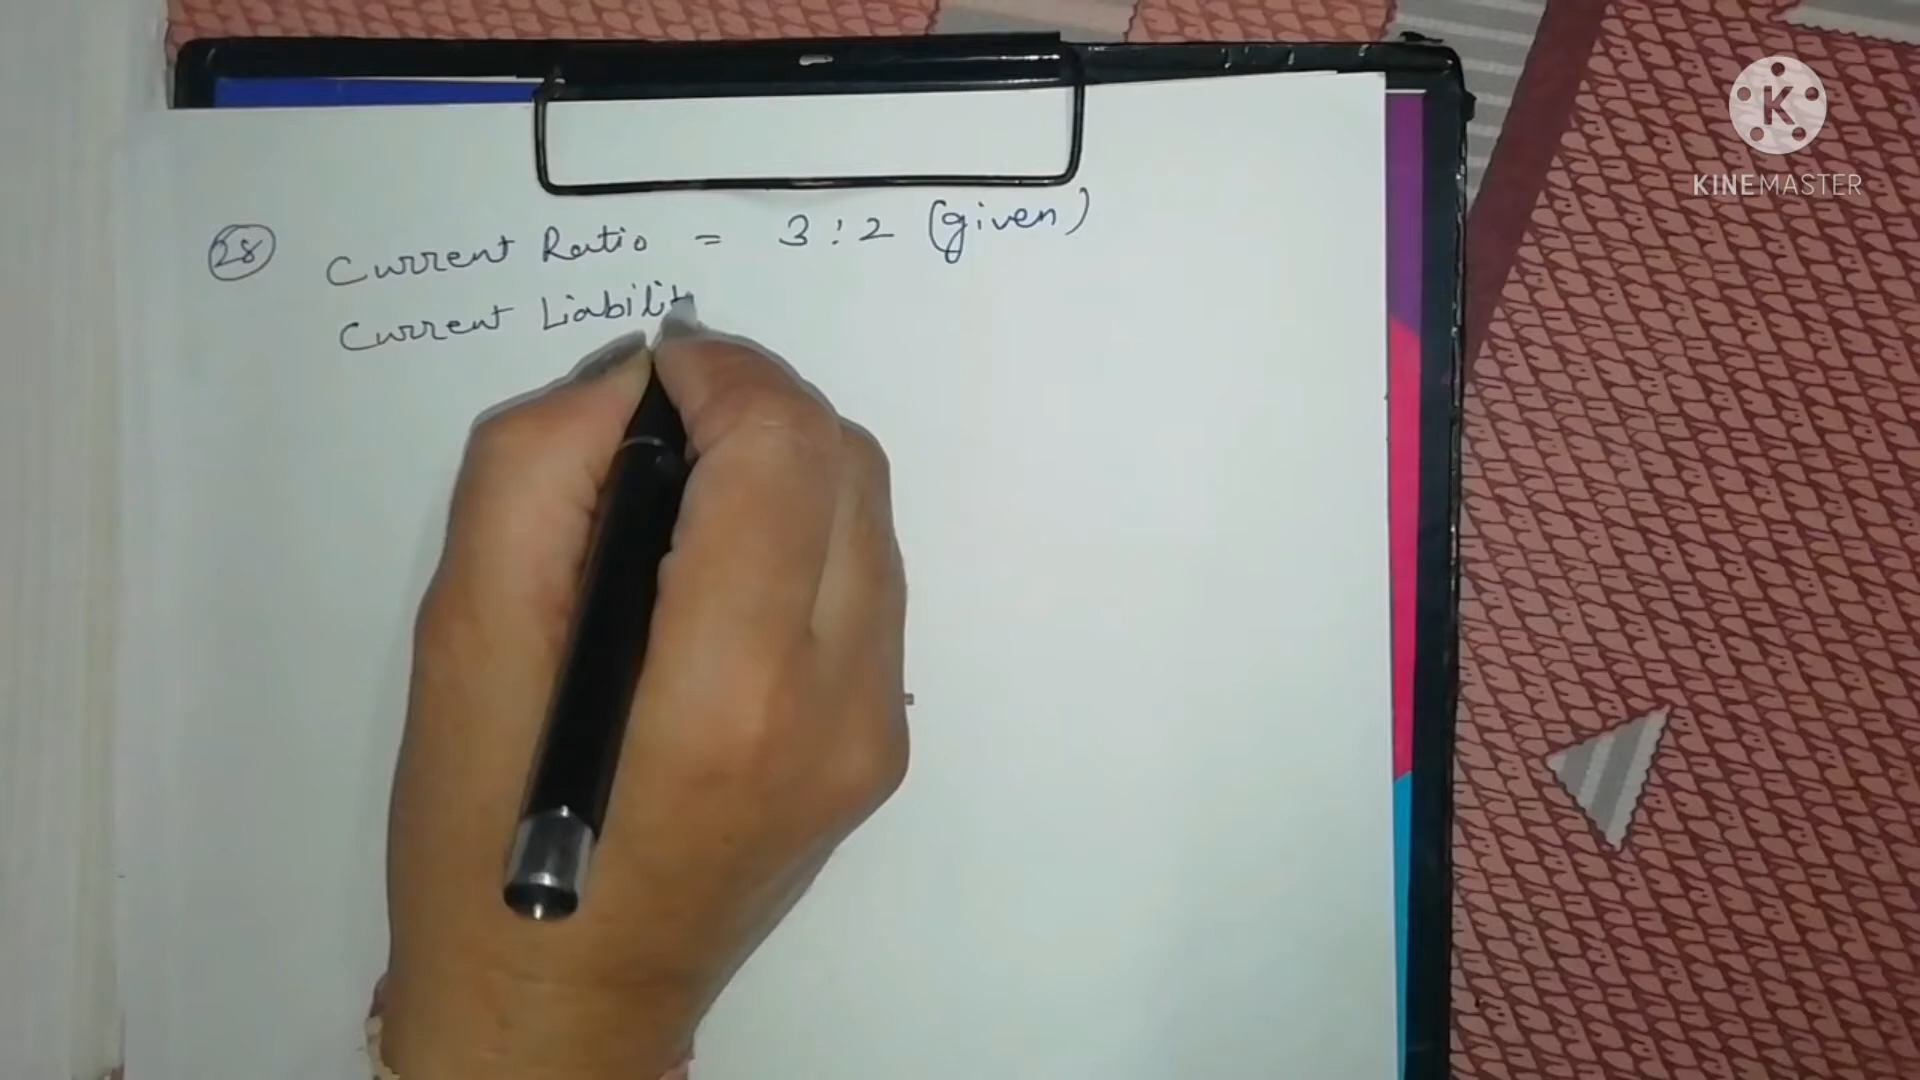 28 Current Ratio = 3:2 (given)
Current Liabilit
K
KINEMASTER